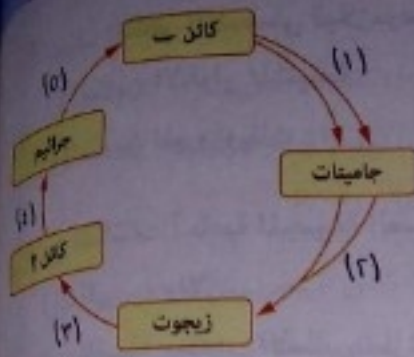 كائن ب
(١)
جاميتات
(٢)
زيجوت
(٣)
كائن أ
(٤)
جراثيم
(٥)